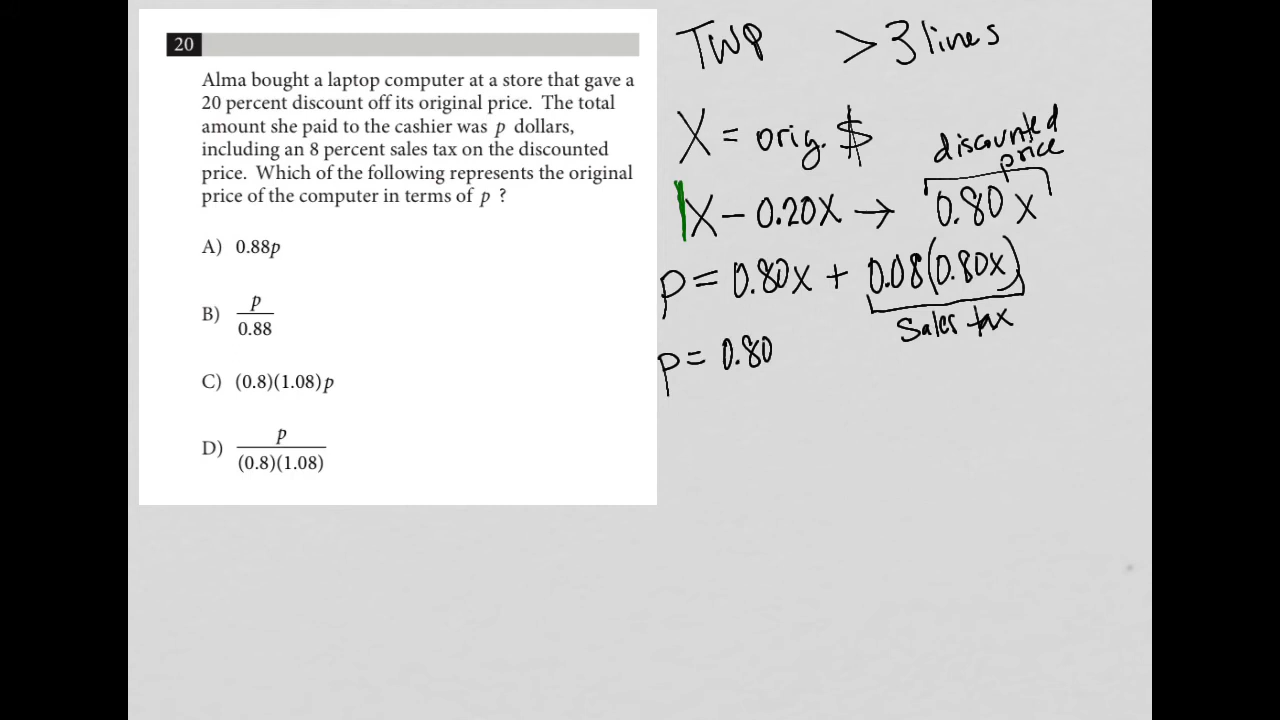 20
Alma bought a laptop computer at a store that gave a
20 percent discount off its original price. The total
amount she paid to the cashier was p dollars,
including an 8 percent sales tax on the discounted
price. Which of the following represents the original
price of the computer in terms of p ?
A) 0.88p
B) p/0.88
C) (0.8)(1.08)p
D) p/(0.8)(1.08)
TWP >3 lines
X = orig. $
discounted
price
1X - 0.20X → 0.80X
p = 0.80X + 0.08(0.80X)
Sales tax
p = 0.80